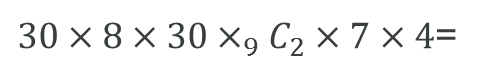 30 × 8 × 30 ×₉ C₂ × 7 × 4=